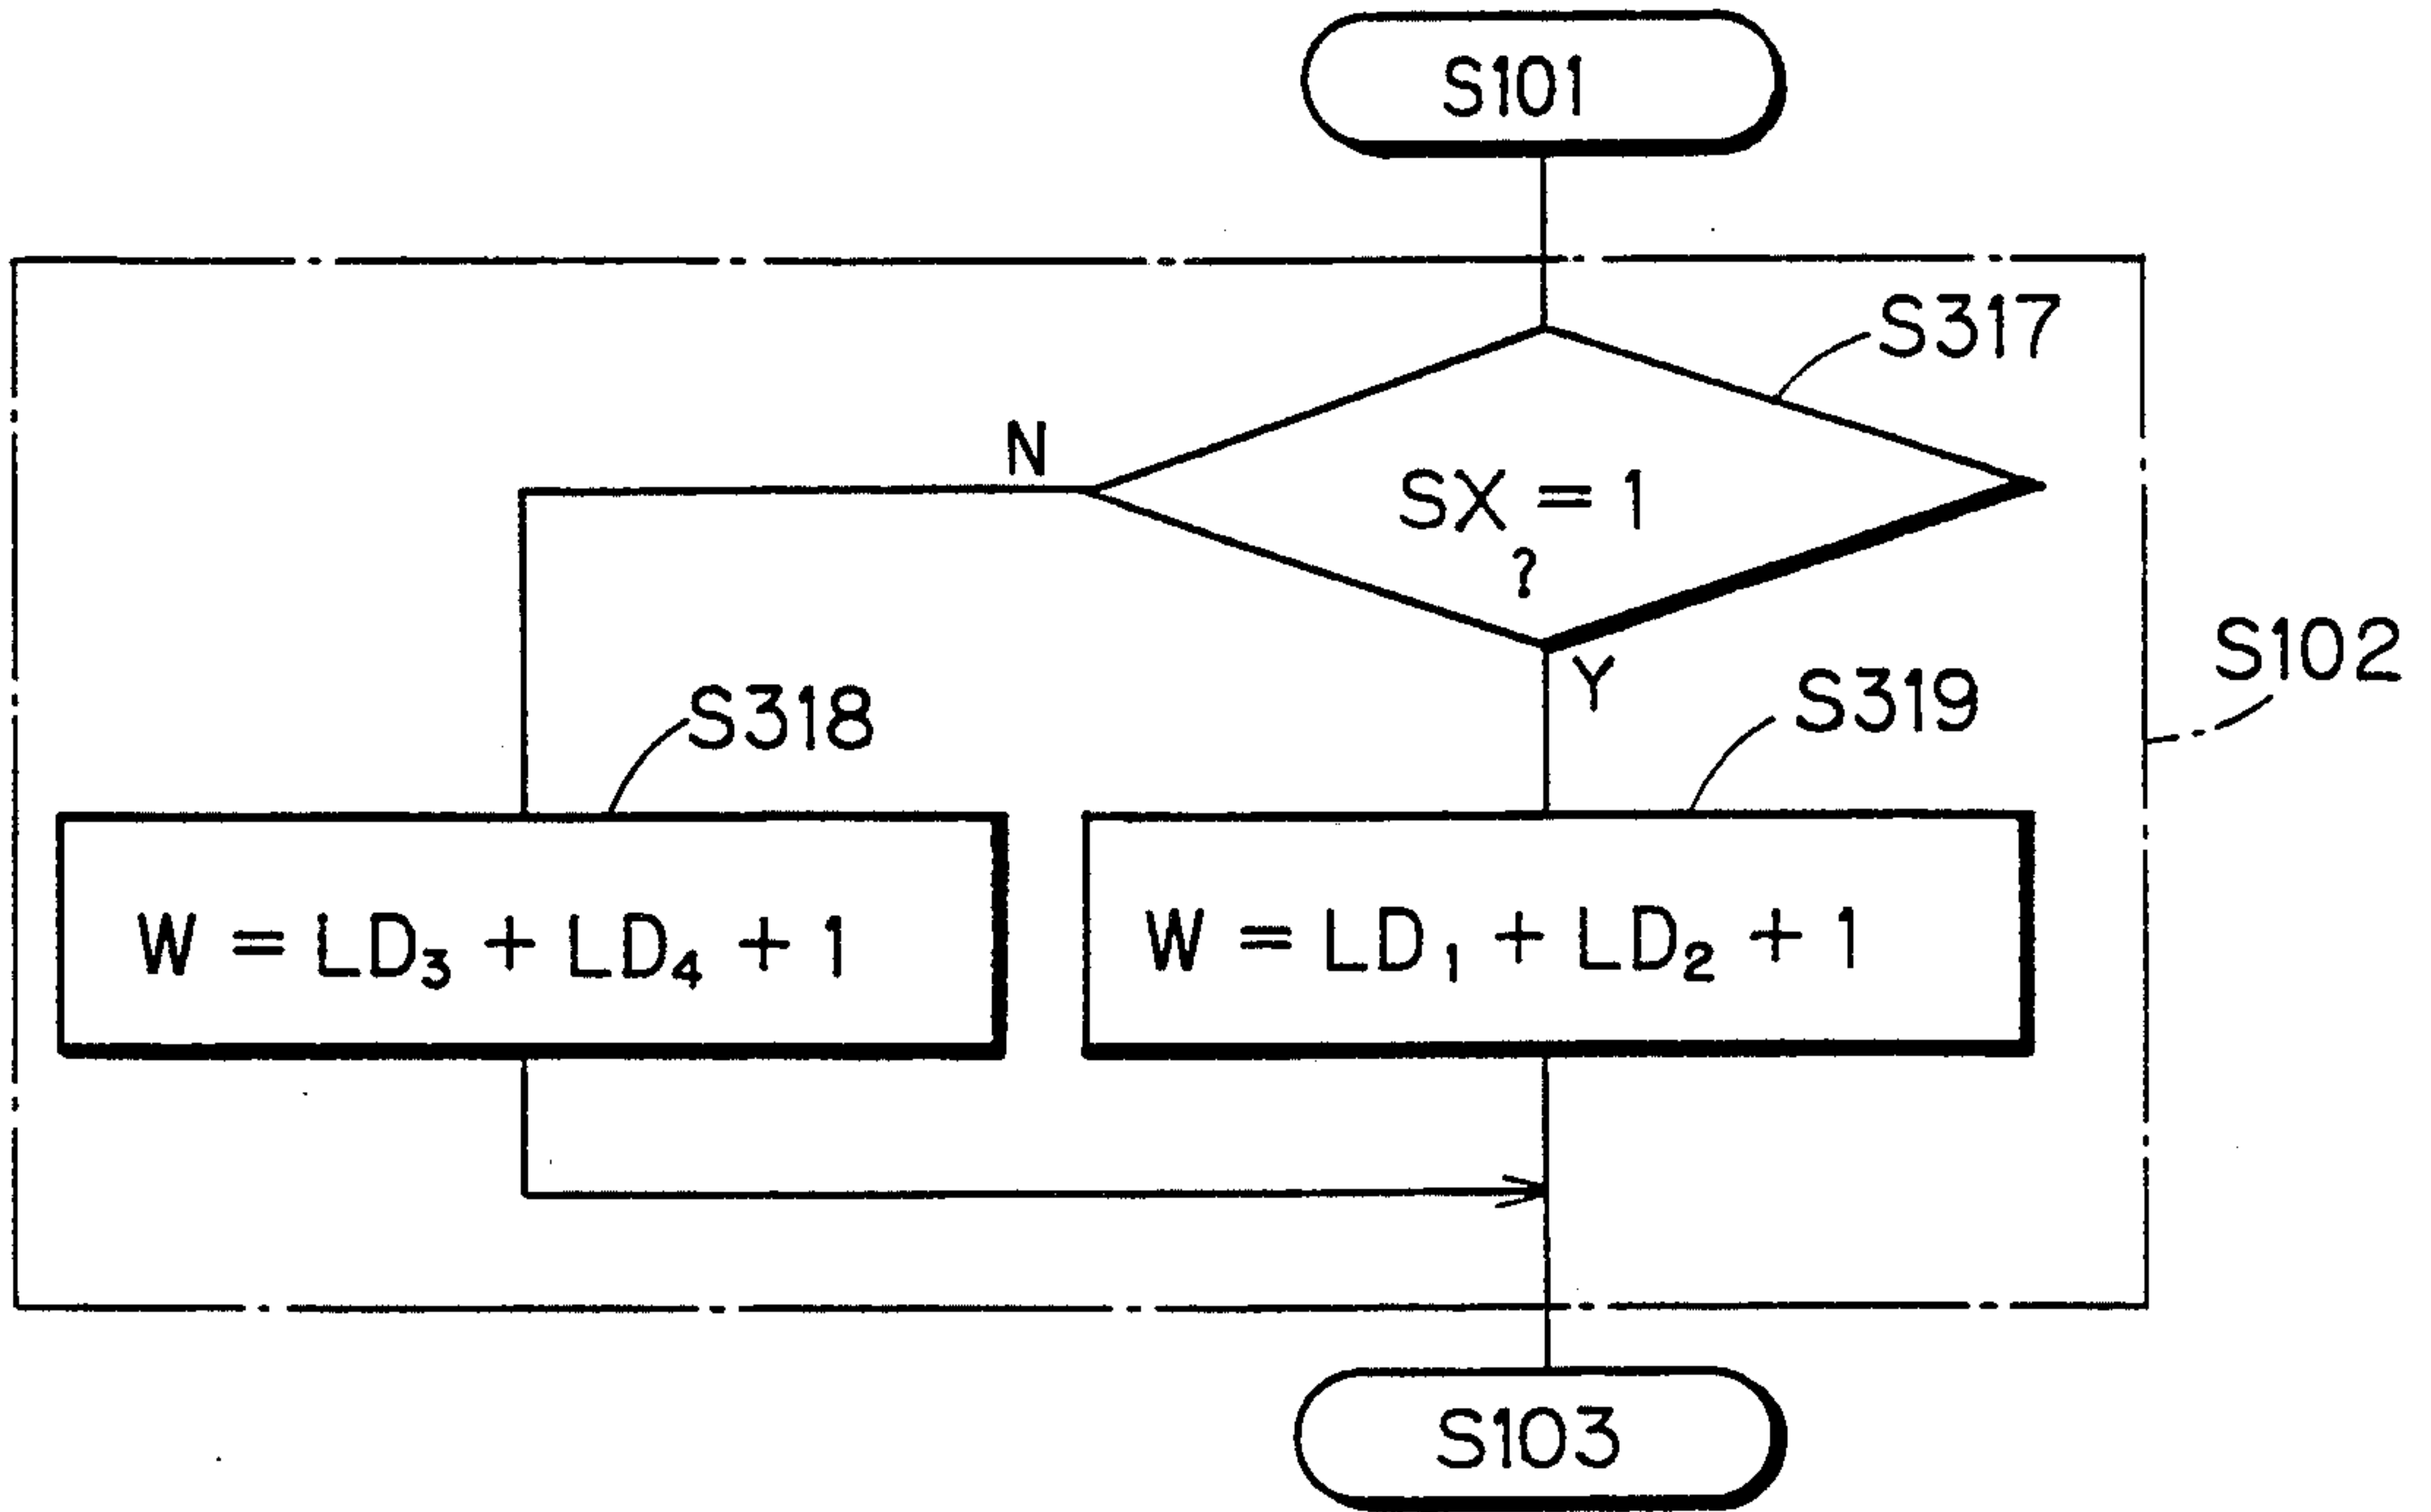 S101
S317
N
SX = 1
?
Y
S102
S318
S319
W = LD₃ + LD₄ + 1
W = LD₁ + LD₂ + 1
S103